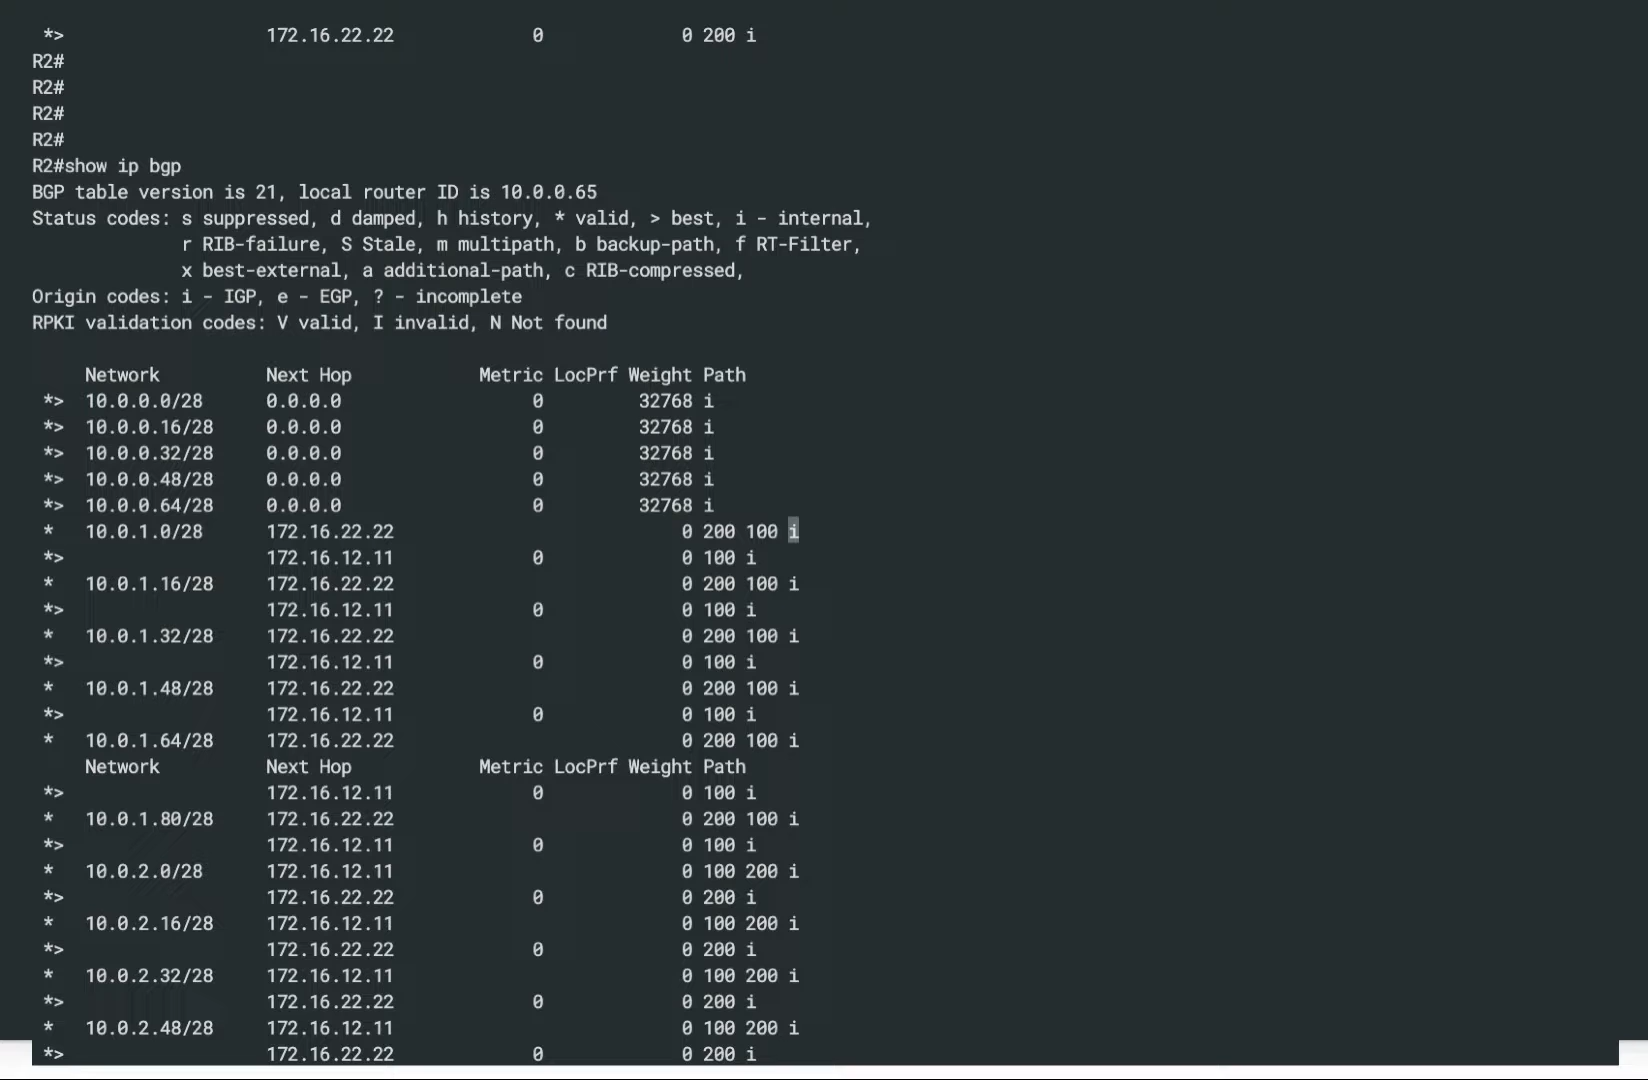 *> 172.16.22.22 0 0 200 i
R2#
R2#
R2#
R2#
R2#show ip bgp
BGP table version is 21, local router ID is 10.0.0.65
Status codes: s suppressed, d damped, h history, * valid, > best, i - internal,
r RIB-failure, S Stale, m multipath, b backup-path, f RT-Filter,
x best-external, a additional-path, c RIB-compressed,
Origin codes: i - IGP, e - EGP, ? - incomplete
RPKI validation codes: V valid, I invalid, N Not found
Network Next Hop Metric LocPrf Weight Path
*> 10.0.0.0/28 0.0.0.0 0 32768 i
*> 10.0.0.16/28 0.0.0.0 0 32768 i
*> 10.0.0.32/28 0.0.0.0 0 32768 i
*> 10.0.0.48/28 0.0.0.0 0 32768 i
*> 10.0.0.64/28 0.0.0.0 0 32768 i
* 10.0.1.0/28 172.16.22.22 0 200 100 i
*> 172.16.12.11 0 0 100 i
* 10.0.1.16/28 172.16.22.22 0 200 100 i
*> 172.16.12.11 0 0 100 i
* 10.0.1.32/28 172.16.22.22 0 200 100 i
*> 172.16.12.11 0 0 100 i
* 10.0.1.48/28 172.16.22.22 0 200 100 i
*> 172.16.12.11 0 0 100 i
* 10.0.1.64/28 172.16.22.22 0 200 100 i
Network Next Hop Metric LocPrf Weight Path
*> 172.16.12.11 0 0 100 i
* 10.0.1.80/28 172.16.22.22 0 200 100 i
*> 172.16.12.11 0 0 100 i
* 10.0.2.0/28 172.16.12.11 0 100 200 i
*> 172.16.22.22 0 0 200 i
* 10.0.2.16/28 172.16.12.11 0 100 200 i
*> 172.16.22.22 0 0 200 i
* 10.0.2.32/28 172.16.12.11 0 100 200 i
*> 172.16.22.22 0 0 200 i
* 10.0.2.48/28 172.16.12.11 0 100 200 i
*> 172.16.22.22 0 0 200 i